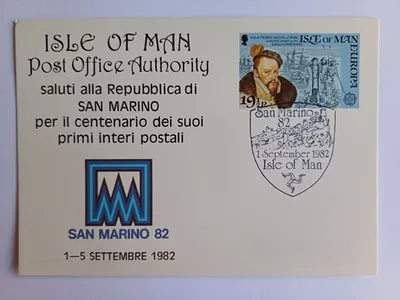 ISLE OF MAN
Post Office Authority
saluti alla Repubblica di
SAN MARINO
per il centenario dei suoi
primi interi postali
SAN MARINO 82
1—5 SETTEMBRE 1982
ISLE OF MAN
EUROPA
19½p
San Marino
82
1 September 1982
Isle of Man